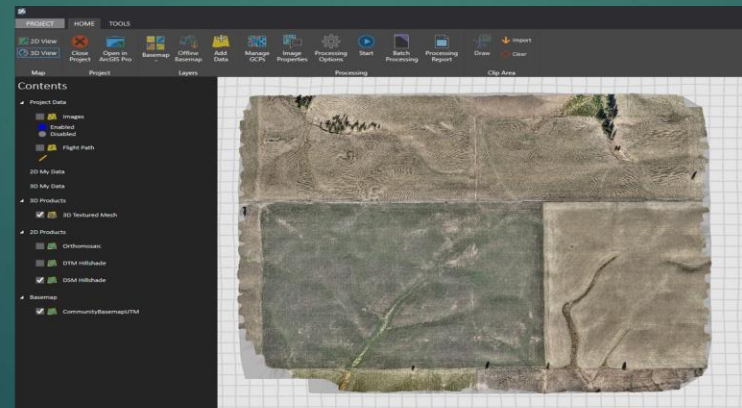 PROJECT HOME TOOLS
2D View
3D View
Map
Close Project
Open in ArcGIS Pro
Project
Basemap
Offline Basemap
Add Data
Layers
Manage GCPs
Image Properties
Processing Options
Start
Batch Processing
Processing Report
Processing
Draw
Import
Clear
Clip Area
Contents
Project Data
Images
Enabled
Disabled
Flight Path
2D My Data
3D My Data
3D Products
3D Textured Mesh
2D Products
Orthomosaic
DTM Hillshade
DSM Hillshade
Basemap
CommunityBasemapUTM